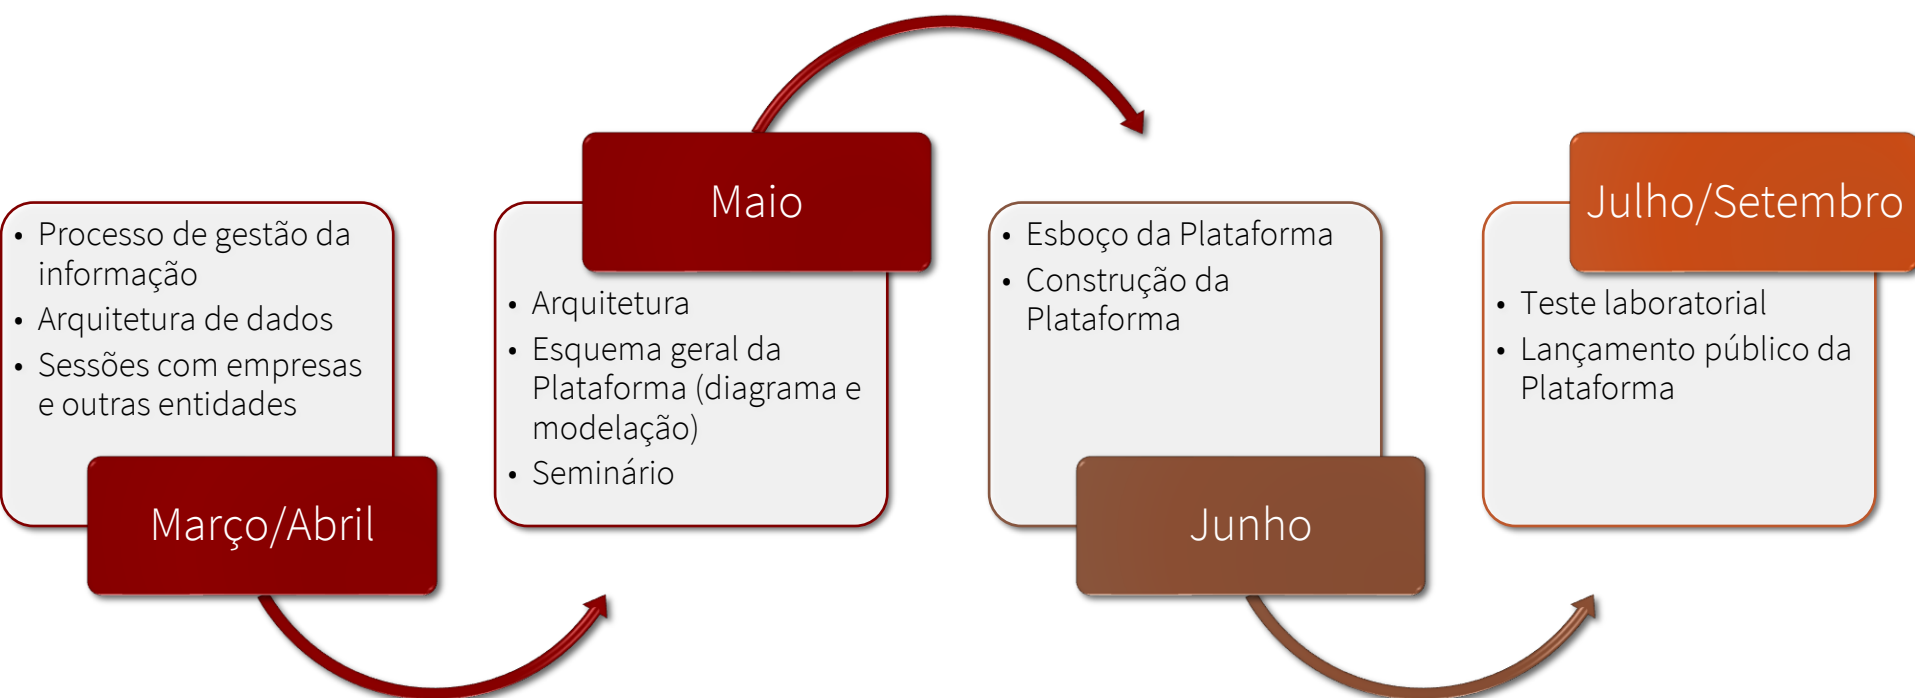 • Processo de gestão da
informação
• Arquitetura de dados
• Sessões com empresas
e outras entidades
Março/Abril
Maio
• Arquitetura
• Esquema geral da
Plataforma (diagrama e
modelação)
• Seminário
• Esboço da Plataforma
• Construção da
Plataforma
Junho
Julho/Setembro
• Teste laboratorial
• Lançamento público da
Plataforma